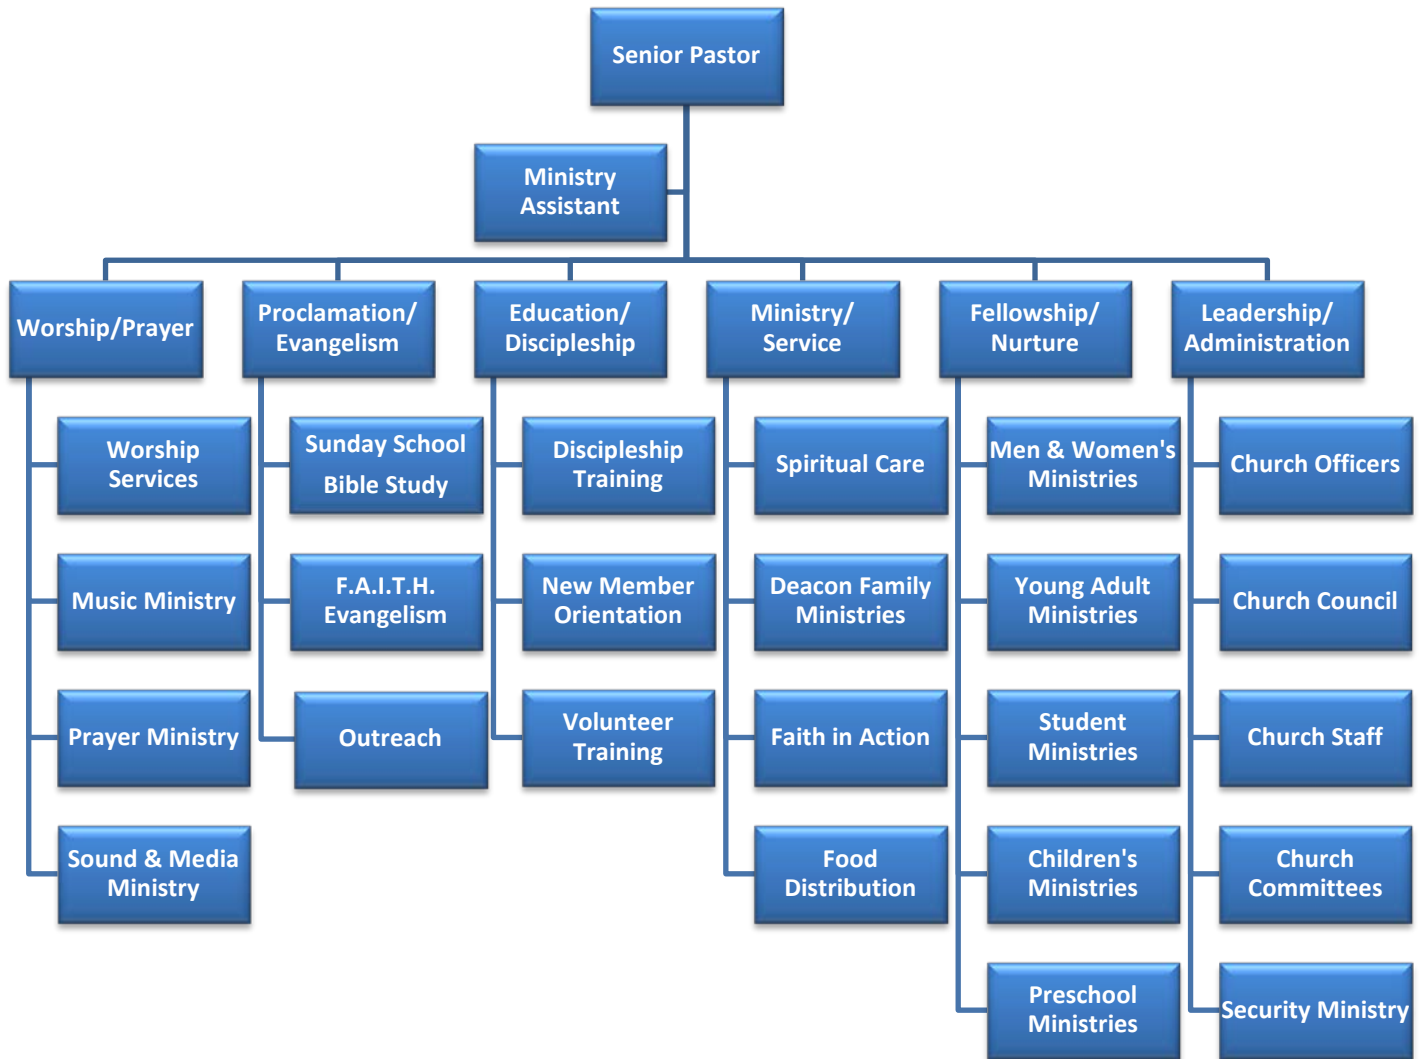 Senior Pastor
Ministry
Assistant
Worship/Prayer
Proclamation/
Evangelism
Education/
Discipleship
Ministry/
Service
Fellowship/
Nurture
Leadership/
Administration
Worship
Services
Music Ministry
Prayer Ministry
Sound & Media
Ministry
Sunday School
Bible Study
F.A.I.T.H.
Evangelism
Outreach
Discipleship
Training
New Member
Orientation
Volunteer
Training
Spiritual Care
Deacon Family
Ministries
Faith in Action
Food
Distribution
Men & Women's
Ministries
Young Adult
Ministries
Student
Ministries
Children's
Ministries
Preschool
Ministries
Church Officers
Church Council
Church Staff
Church
Committees
Security Ministry